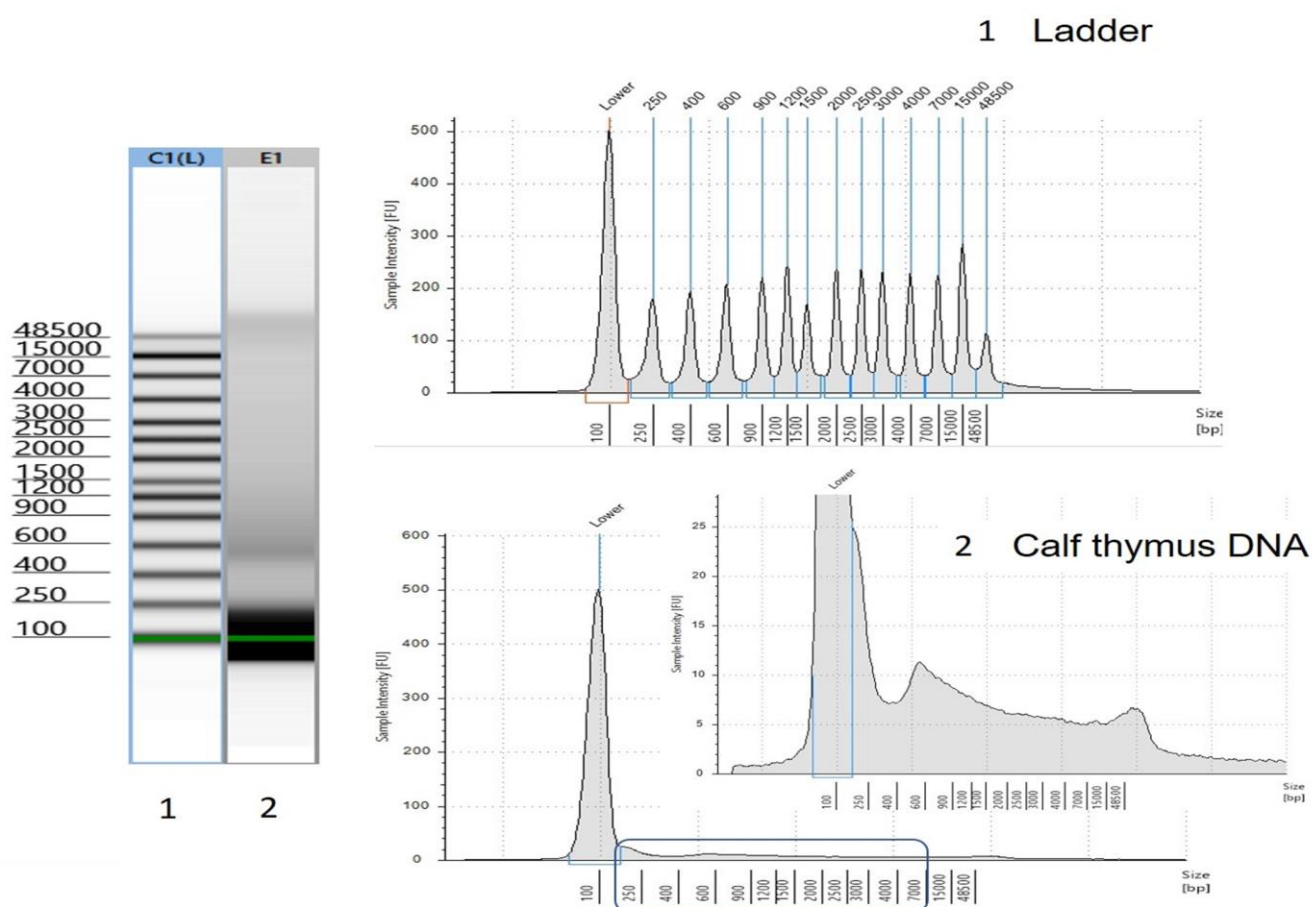 1 Ladder
C1(L) E1
48500
15000
7000
4000
3000
2500
2000
1500
1200
900
600
400
250
100
1 2
Lower 250 400 600 900 1200 1500 2000 2500 3000 4000 7000 15000 48500
Sample Intensity [FU]
500
400
300
200
100
0
100 250 400 600 900 1200 1500 2000 2500 3000 4000 7000 15000 48500
Size
[bp]
Lower
Sample Intensity [FU]
600
500
400
300
200
100
0
100 250 400 600 900 1200 1500 2000 2500 3000 4000 7000 15000 48500
Size
[bp]
Lower
2 Calf thymus DNA
Sample Intensity [FU]
25
20
15
10
5
0
100 250 400 600 900 1200 1500 2000 2500 3000 4000 7000 15000 48500
Size
[bp]